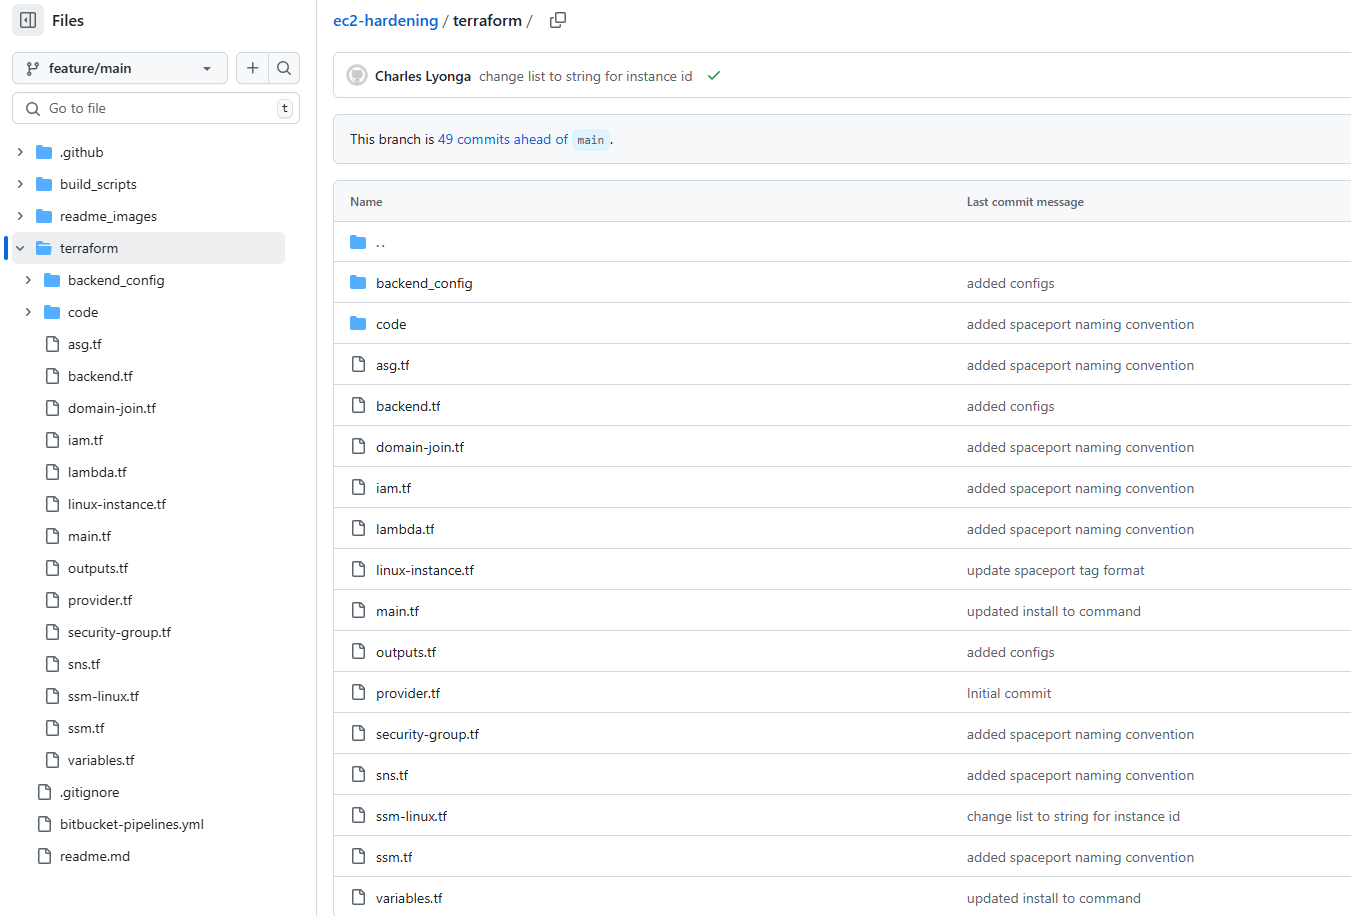 Files
feature/main
Go to file
t
.github
build_scripts
readme_images
terraform
backend_config
code
asg.tf
backend.tf
domain-join.tf
iam.tf
lambda.tf
linux-instance.tf
main.tf
outputs.tf
provider.tf
security-group.tf
sns.tf
ssm-linux.tf
ssm.tf
variables.tf
.gitignore
bitbucket-pipelines.yml
readme.md
ec2-hardening / terraform /
Charles Lyonga change list to string for instance id
This branch is 49 commits ahead of main .
Name Last commit message
..
backend_config added configs
code added spaceport naming convention
asg.tf added spaceport naming convention
backend.tf added configs
domain-join.tf added spaceport naming convention
iam.tf added spaceport naming convention
lambda.tf added spaceport naming convention
linux-instance.tf update spaceport tag format
main.tf updated install to command
outputs.tf added configs
provider.tf Initial commit
security-group.tf added spaceport naming convention
sns.tf added spaceport naming convention
ssm-linux.tf change list to string for instance id
ssm.tf added spaceport naming convention
variables.tf updated install to command